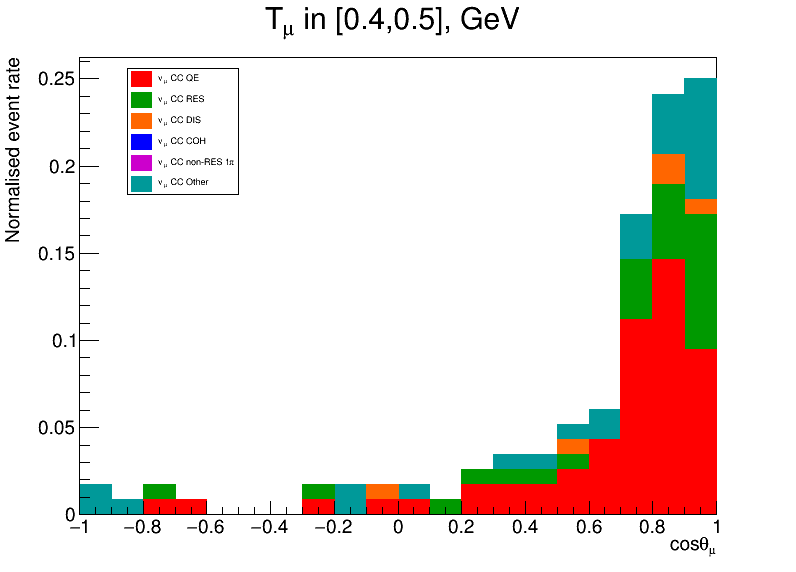 Tμ in [0.4,0.5], GeV
Normalised event rate
0.25
0.2
0.15
0.1
0.05
0
νμ CC QE
νμ CC RES
νμ CC DIS
νμ CC COH
νμ CC non-RES 1π
νμ CC Other
−1 −0.8 −0.6 −0.4 −0.2 0 0.2 0.4 0.6 0.8 1
cosθμ